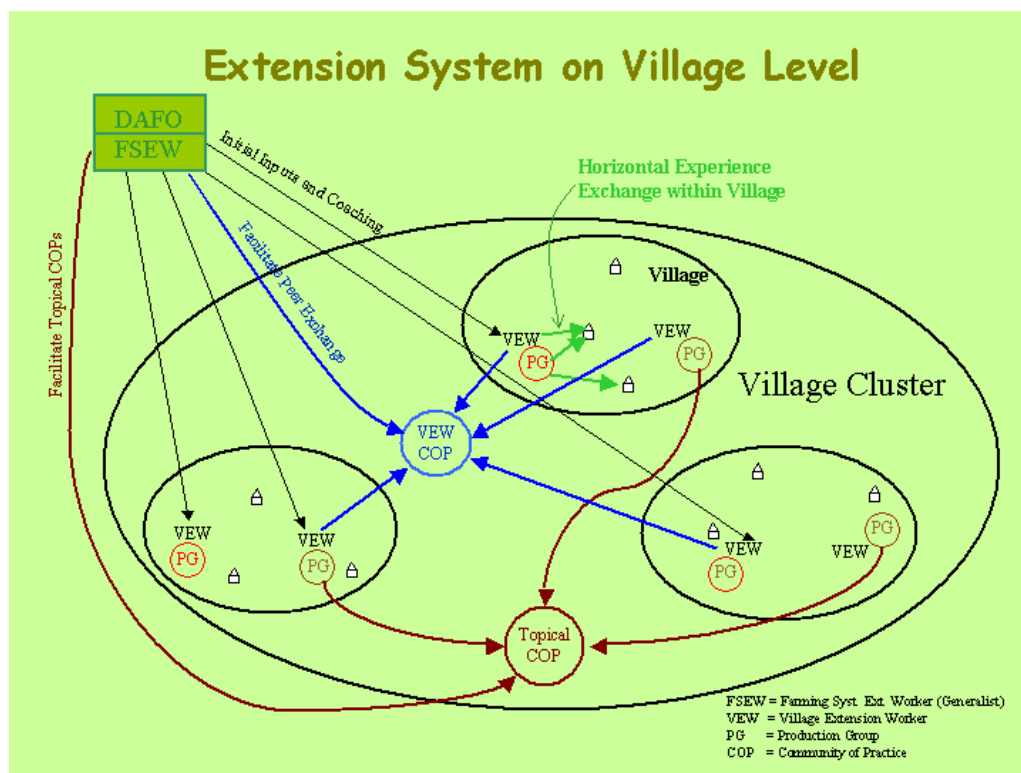 Extension System on Village Level
DAFO
FSEW
Initial Inputs and Coaching
Horizontal Experience
Exchange within Village
Facilitate Peer Exchange
Facilitate Topical COPs
Village
VEW
PG
VEW
PG
Village Cluster
VEW
COP
VEW
PG
VEW
PG
VEW
PG
PG
VEW
Topical
COP
FSEW = Farming Syst. Ext. Worker (Generalist)
VEW = Village Extension Worker
PG = Production Group
COP = Community of Practice